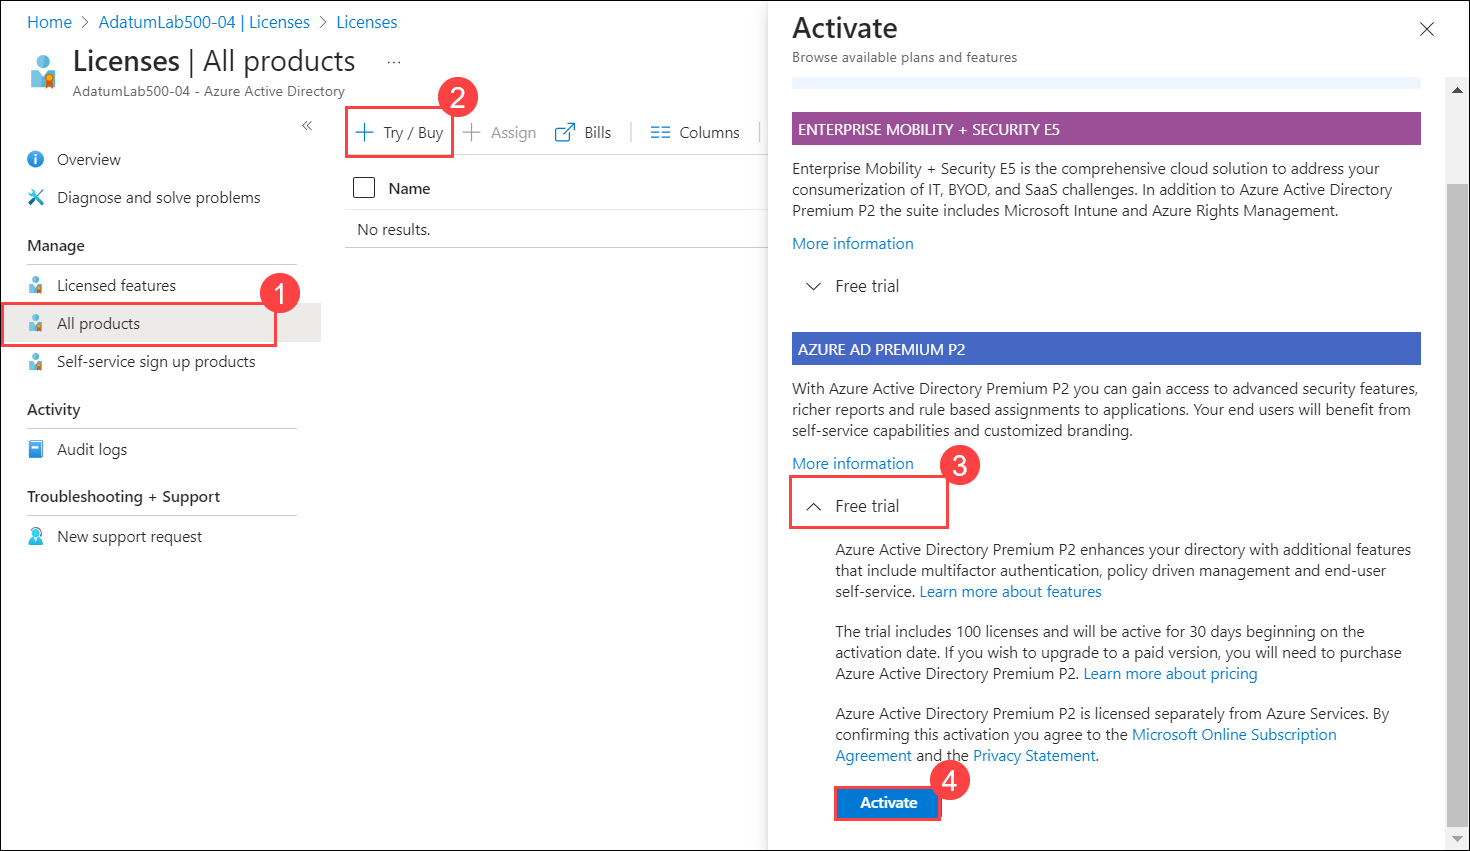 Home > AdatumLab500-04 | Licenses > Licenses
Licenses | All products ...
AdatumLab500-04 - Azure Active Directory
«
Overview
Diagnose and solve problems
Manage
Licensed features
1
All products
Self-service sign up products
Activity
Audit logs
Troubleshooting + Support
New support request
2
+ Try / Buy + Assign Bills | Columns |
Name
No results.
Activate
Browse available plans and features
ENTERPRISE MOBILITY + SECURITY E5
Enterprise Mobility + Security E5 is the comprehensive cloud solution to address your
consumerization of IT, BYOD, and SaaS challenges. In addition to Azure Active Directory
Premium P2 the suite includes Microsoft Intune and Azure Rights Management.
More information
Free trial
AZURE AD PREMIUM P2
With Azure Active Directory Premium P2 you can gain access to advanced security features,
richer reports and rule based assignments to applications. Your end users will benefit from
self-service capabilities and customized branding.
More information
3
Free trial
Azure Active Directory Premium P2 enhances your directory with additional features
that include multifactor authentication, policy driven management and end-user
self-service. Learn more about features
The trial includes 100 licenses and will be active for 30 days beginning on the
activation date. If you wish to upgrade to a paid version, you will need to purchase
Azure Active Directory Premium P2. Learn more about pricing
Azure Active Directory Premium P2 is licensed separately from Azure Services. By
confirming this activation you agree to the Microsoft Online Subscription
Agreement and the Privacy Statement.
4
Activate